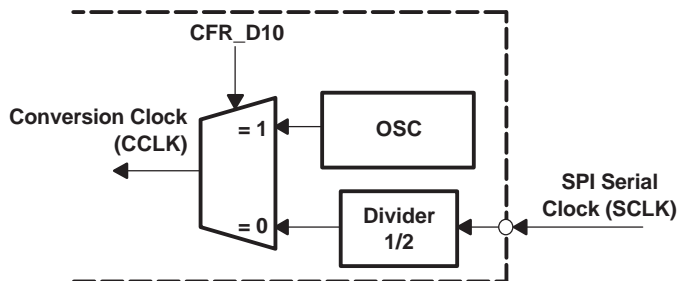 CFR_D10
Conversion Clock
(CCLK)
= 1
OSC
SPI Serial
Clock (SCLK)
= 0
Divider
1/2